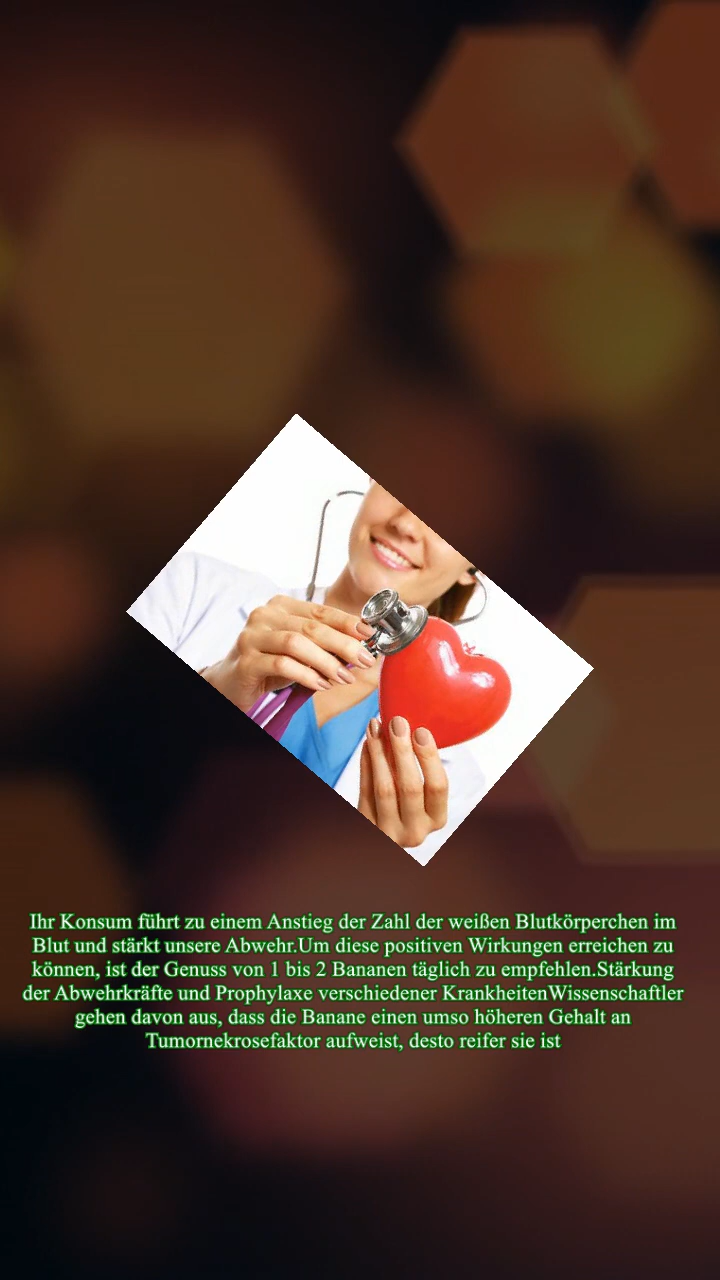 Ihr Konsum führt zu einem Anstieg der Zahl der weißen Blutkörperchen im
Blut und stärkt unsere Abwehr.Um diese positiven Wirkungen erreichen zu
können, ist der Genuss von 1 bis 2 Bananen täglich zu empfehlen.Stärkung
der Abwehrkräfte und Prophylaxe verschiedener KrankheitenWissenschaftler
gehen davon aus, dass die Banane einen umso höheren Gehalt an
Tumornekrosefaktor aufweist, desto reifer sie ist